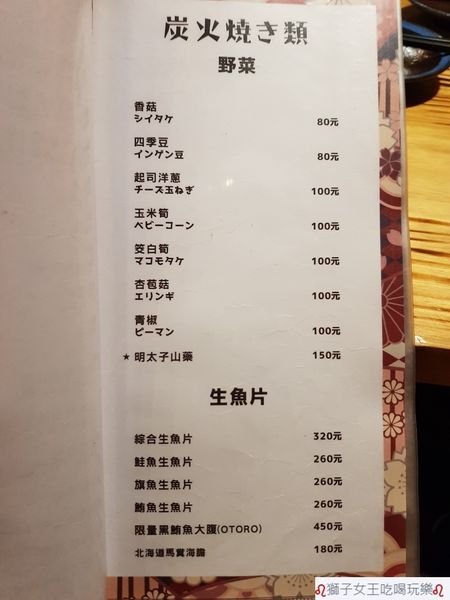 炭火燒き類
野菜
香菇
シイタケ 80元
四季豆
インゲン豆 80元
起司洋蔥
チーズ玉ねぎ 100元
玉米筍
ベビーコーン 100元
筊白筍
マコモタケ 100元
杏苞菇
エリンギ 100元
青椒
ピーマン 100元
★ 明太子山藥 150元
生魚片
綜合生魚片 320元
鮭魚生魚片 260元
旗魚生魚片 260元
鮪魚生魚片 260元
限量黑鮪魚大腹(OTORO) 450元
北海道馬糞海膽 180元
♌獅子女王吃喝玩樂♌